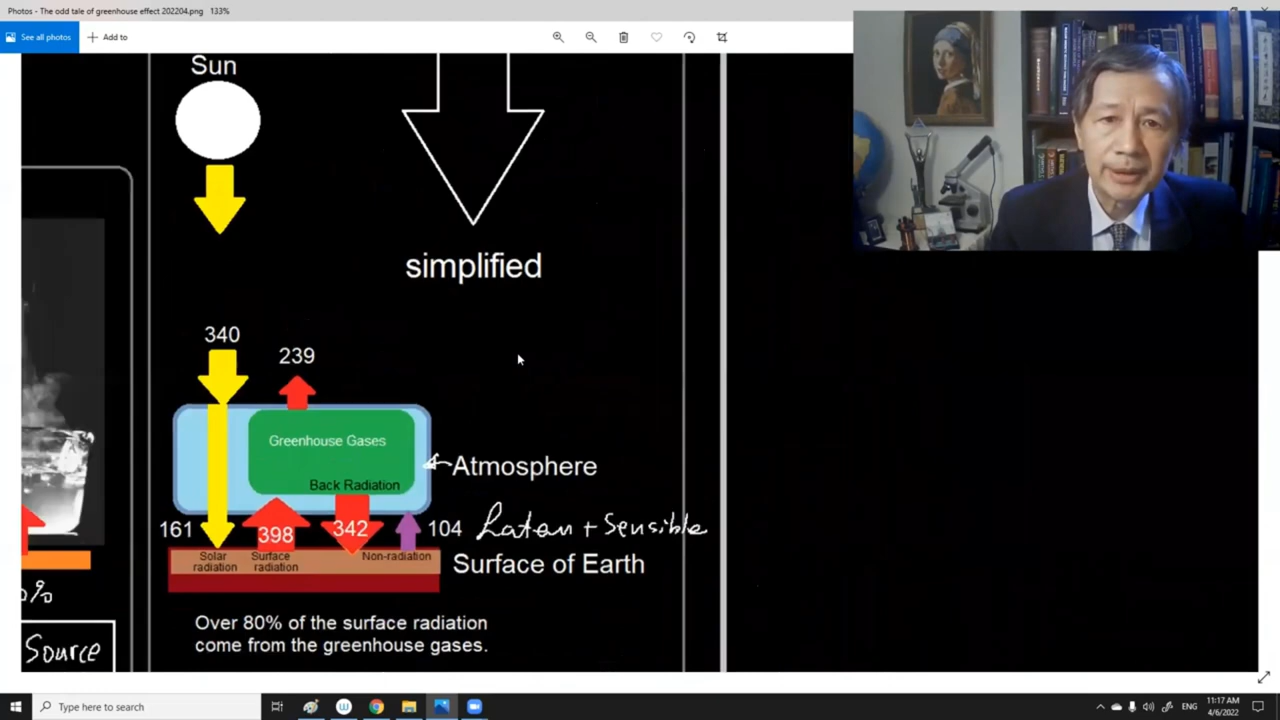 Photos - The odd tale of greenhouse effect 202204.png 133%
See all photos
Add to
Sun
simplified
340
239
Greenhouse Gases
Back Radiation
Atmosphere
161
398
342
104 Laten + Sensible
Solar radiation
Surface radiation
Non-radiation
Surface of Earth
0%
Over 80% of the surface radiation
come from the greenhouse gases.
Source
Type here to search
ENG
11:17 AM
4/6/2022